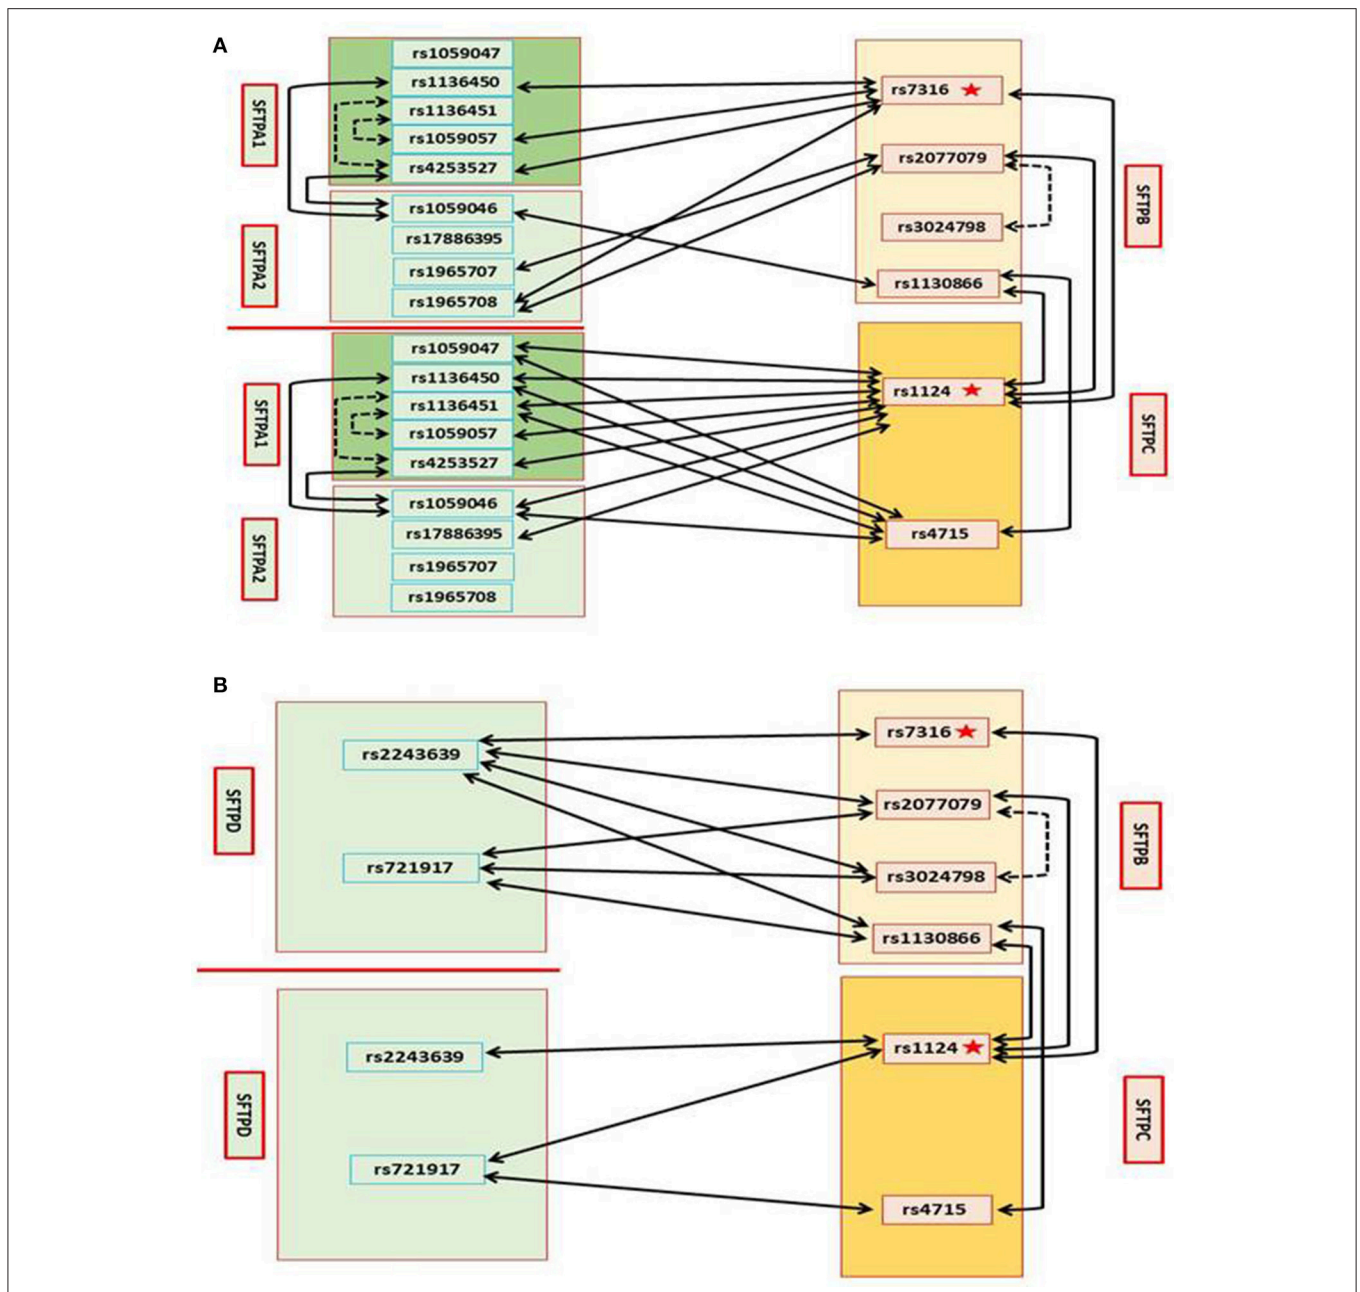 A
SFTPA1
rs1059047
rs1136450
rs1136451
rs1059057
rs4253527
SFTPA2
rs1059046
rs17886395
rs1965707
rs1965708
SFTPB
rs7316
rs2077079
rs3024798
rs1130866
SFTPA1
rs1059047
rs1136450
rs1136451
rs1059057
rs4253527
SFTPA2
rs1059046
rs17886395
rs1965707
rs1965708
SFTPC
rs1124
rs4715
B
SFTPD
rs2243639
rs721917
SFTPB
rs7316
rs2077079
rs3024798
rs1130866
SFTPD
rs2243639
rs721917
SFTPC
rs1124
rs4715